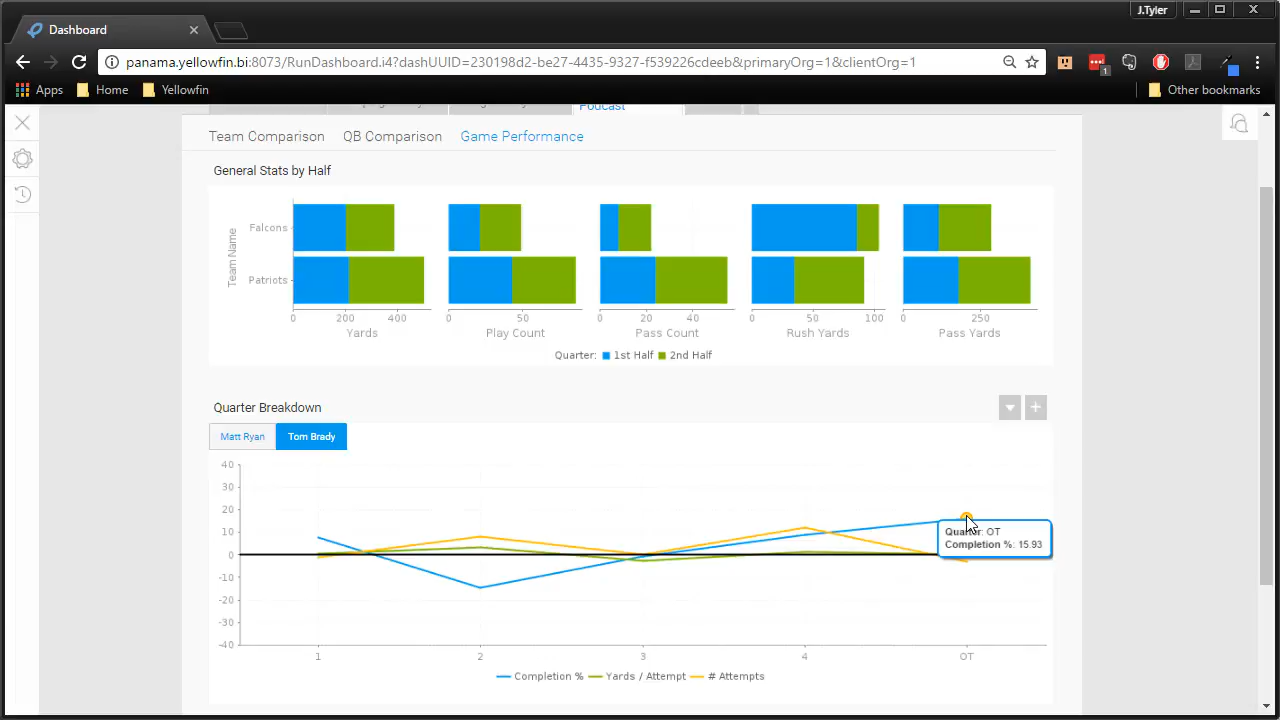 J.Tyler
Dashboard
panama.yellowfin.bi:8073/RunDashboard.i4?dashUUID=230198d2-be27-4435-9327-f539226cdeeb&primaryOrg=1&clientOrg=1
1
Apps Home Yellowfin Other bookmarks
Podcast
Team Comparison QB Comparison Game Performance
General Stats by Half
Team Name
Falcons
Patriots
0 200 400 0 50 0 20 40 0 50 100 0 250
Yards Play Count Pass Count Rush Yards Pass Yards
Quarter: 1st Half 2nd Half
Quarter Breakdown
Matt Ryan Tom Brady
40
30
20
10
0
-10
-20
-30
-40
Quarter: OT
Completion %: 15.93
1 2 3 4 OT
Completion % Yards / Attempt # Attempts